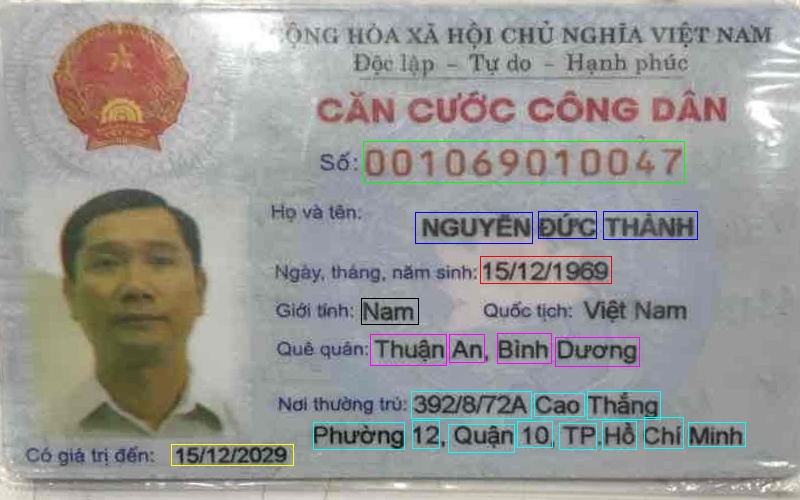 CỘNG HÒA XÃ HỘI CHỦ NGHĨA VIỆT NAM
Độc lập - Tự do - Hạnh phúc
CĂN CƯỚC CÔNG DÂN
Số: 001069010047
Họ và tên: NGUYỄN ĐỨC THÀNH
Ngày, tháng, năm sinh: 15/12/1969
Giới tính: Nam Quốc tịch: Việt Nam
Quê quán: Thuận An, Bình Dương
Nơi thường trú: 392/8/72A Cao Thắng
Phường 12, Quận 10, TP.Hồ Chí Minh
Có giá trị đến: 15/12/2029